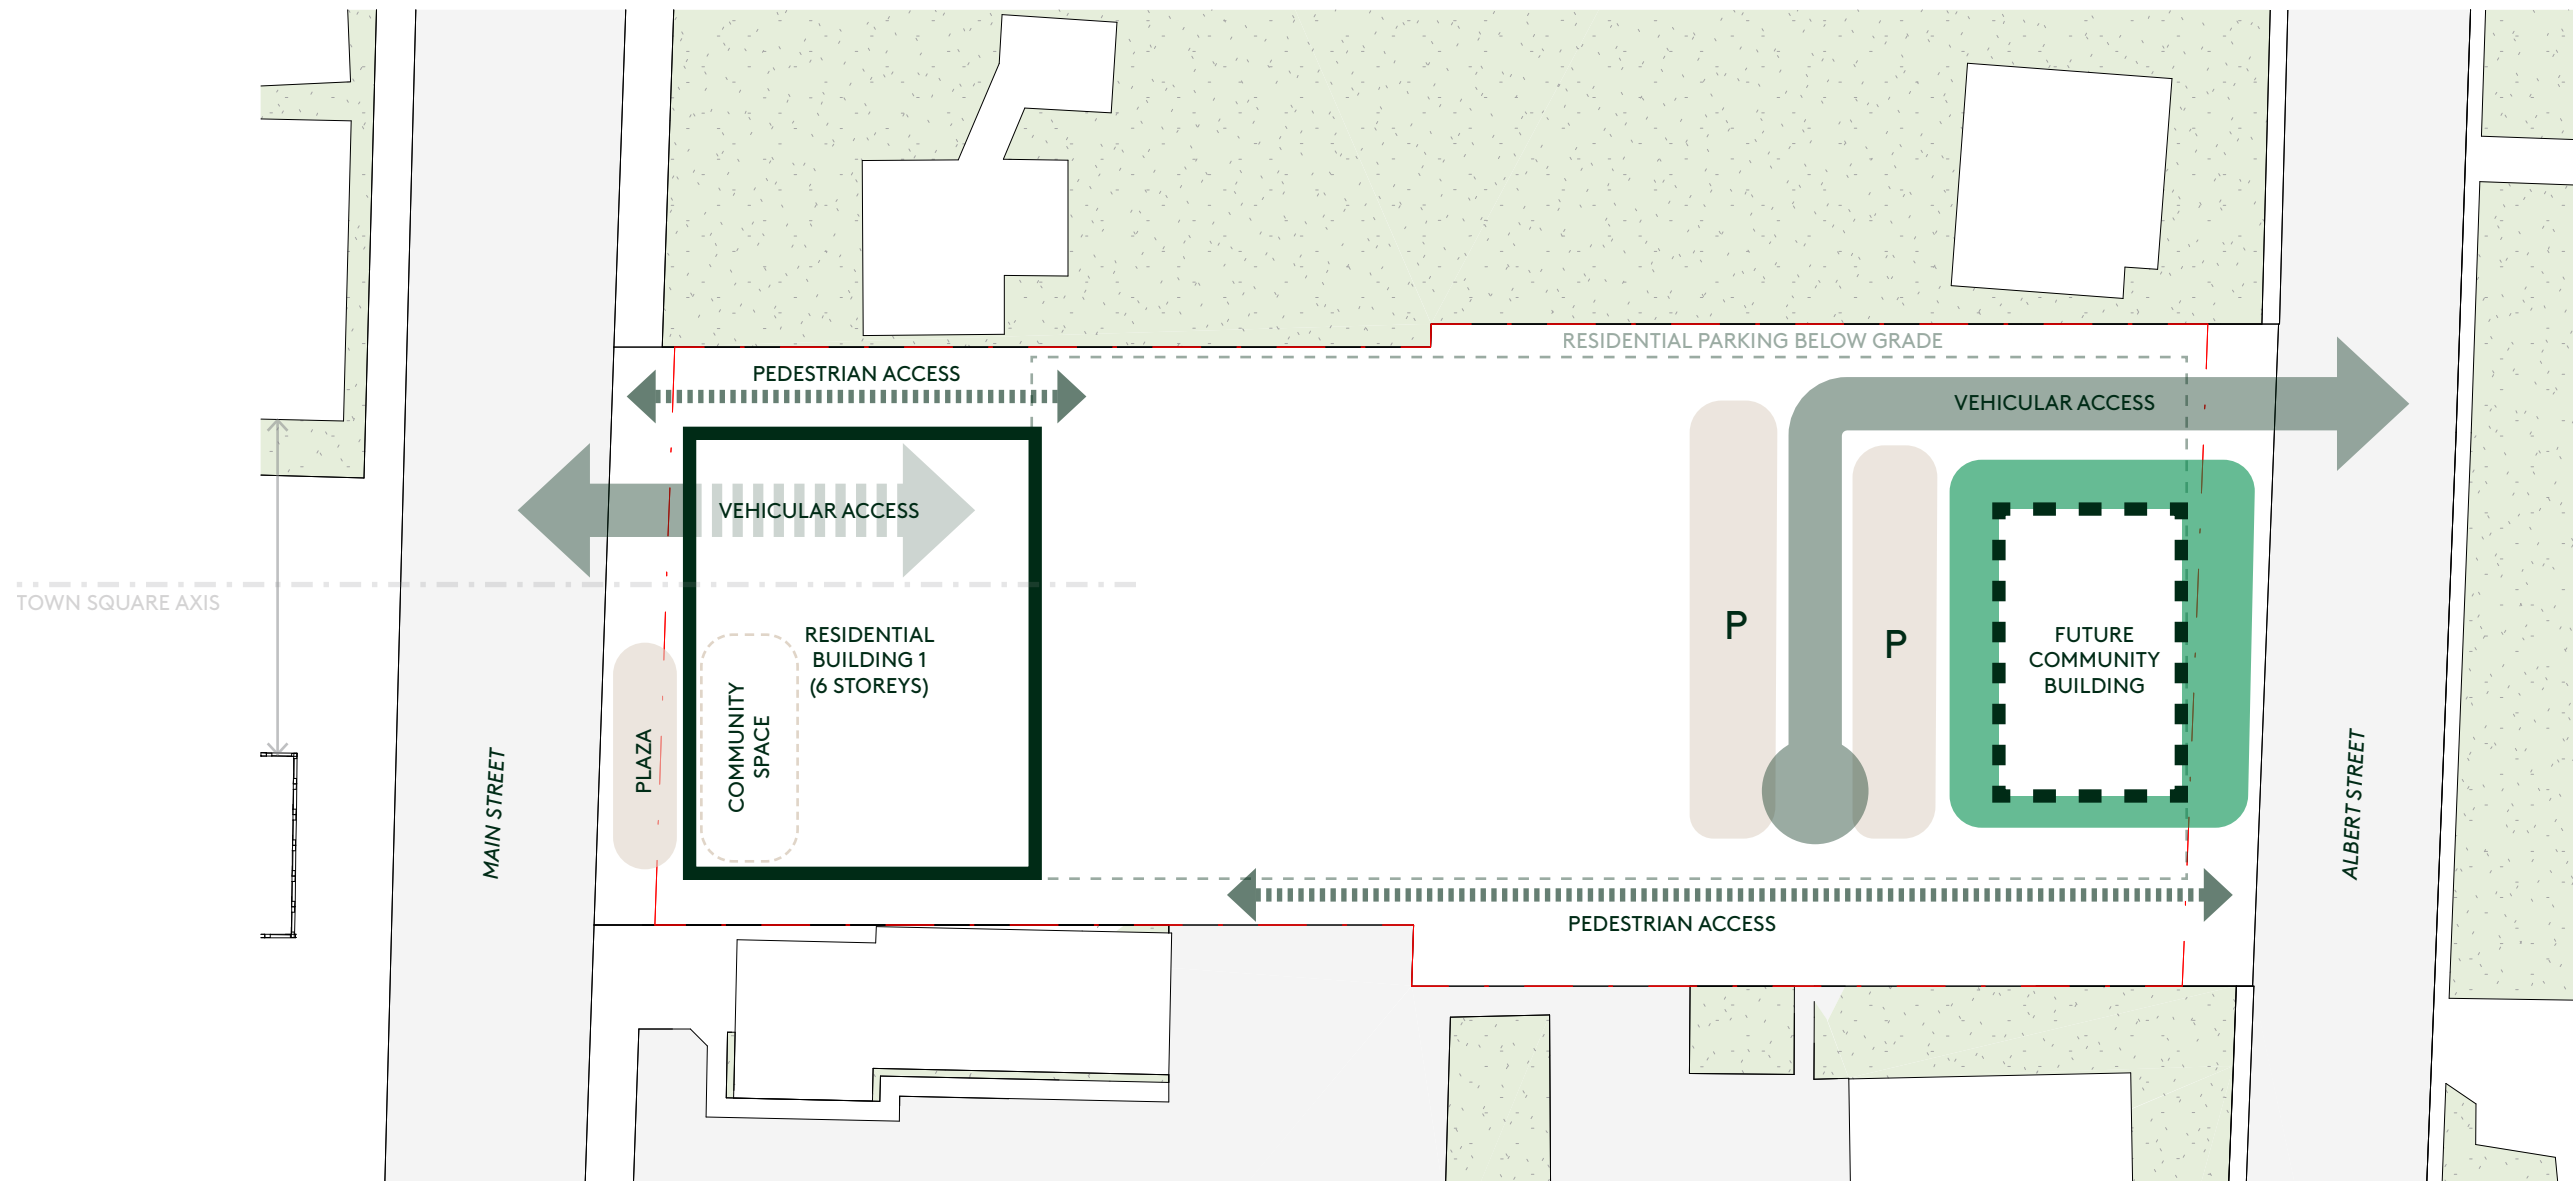 RESIDENTIAL PARKING BELOW GRADE
PEDESTRIAN ACCESS
VEHICULAR ACCESS
VEHICULAR ACCESS
TOWN SQUARE AXIS
RESIDENTIAL
BUILDING 1
(6 STOREYS)
COMMUNITY
SPACE
PLAZA
MAIN STREET
P
P
FUTURE
COMMUNITY
BUILDING
ALBERT STREET
PEDESTRIAN ACCESS